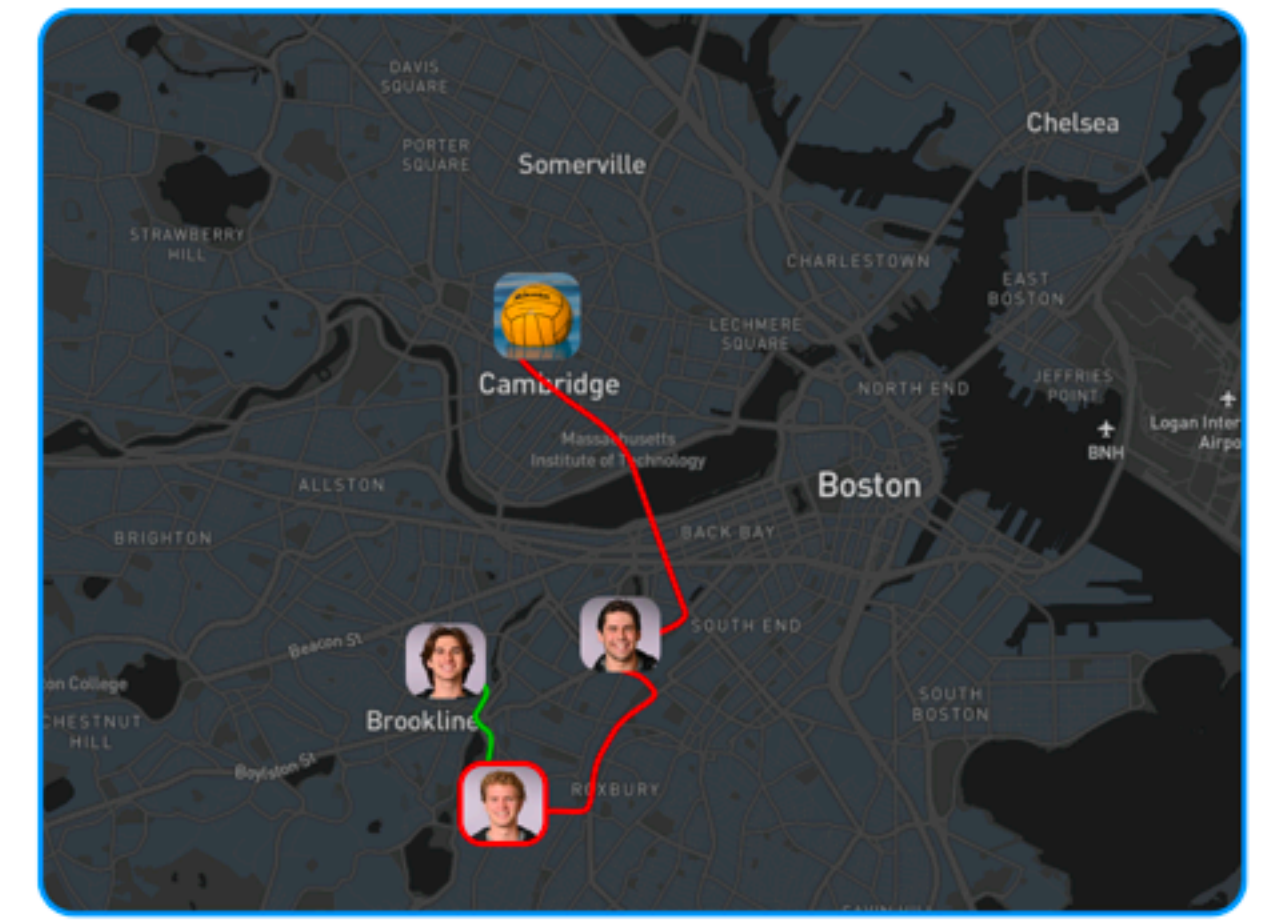 DAVIS
SQUARE
Chelsea
PORTER
SQUARE
Somerville
STRAWBERRY
HILL
CHARLESTOWN
EAST
BOSTON
LECHMERE
SQUARE
Cambridge
NORTH END
JEFFRIES
POINT
Logan Inter
Airpo
BNH
Massachusetts
Institute of Technology
ALLSTON
Boston
BACK BAY
BRIGHTON
SOUTH END
Beacon St
ton College
Brookline
CHESTNUT
HILL
SOUTH
BOSTON
Boylston St
ROXBURY